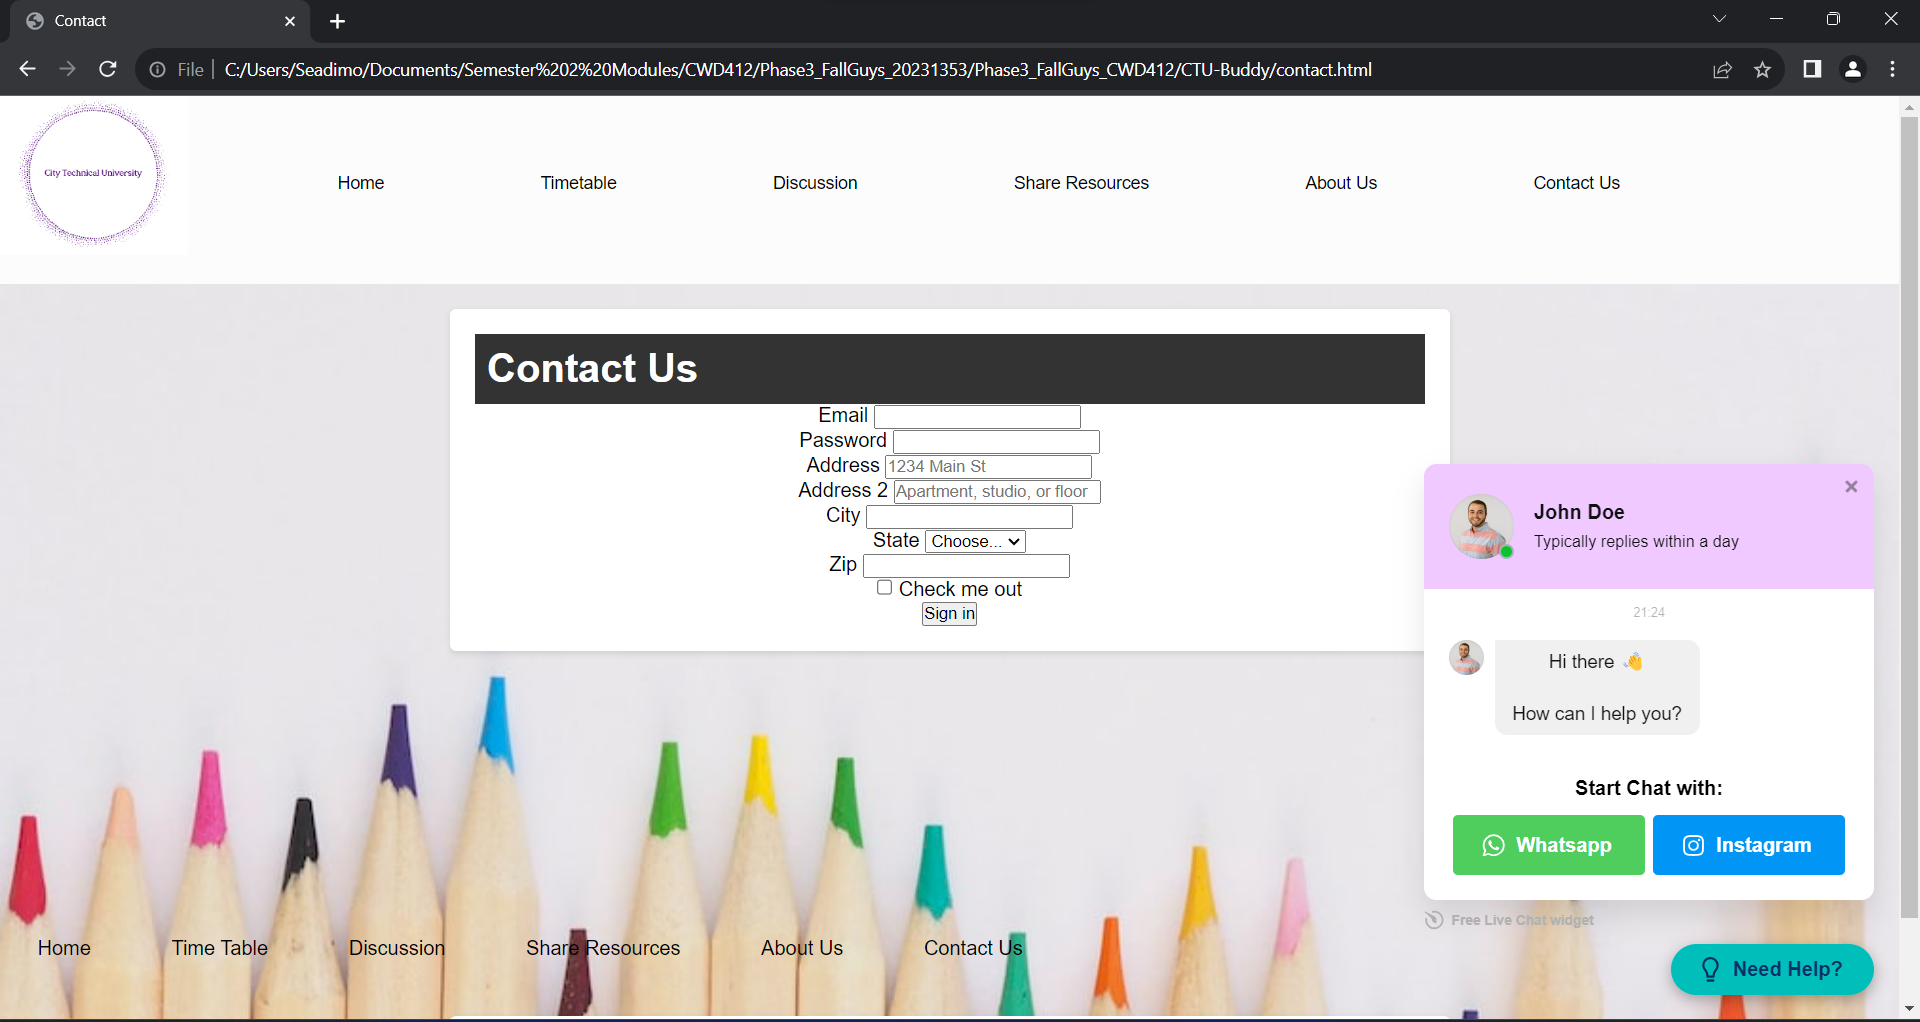 Contact
File
C:/Users/Seadimo/Documents/Semester%202%20Modules/CWD412/Phase3_FallGuys_20231353/Phase3_FallGuys_CWD412/CTU-Buddy/contact.html
City Technical University
Home
Timetable
Discussion
Share Resources
About Us
Contact Us
Contact Us
Email
Password
Address 1234 Main St
Address 2 Apartment, studio, or floor
City
State Choose...
Zip
Check me out
Sign in
John Doe
Typically replies within a day
21:24
Hi there 👋
How can I help you?
Start Chat with:
Whatsapp
Instagram
Free Live Chat widget
Home
Time Table
Discussion
Share Resources
About Us
Contact Us
Need Help?